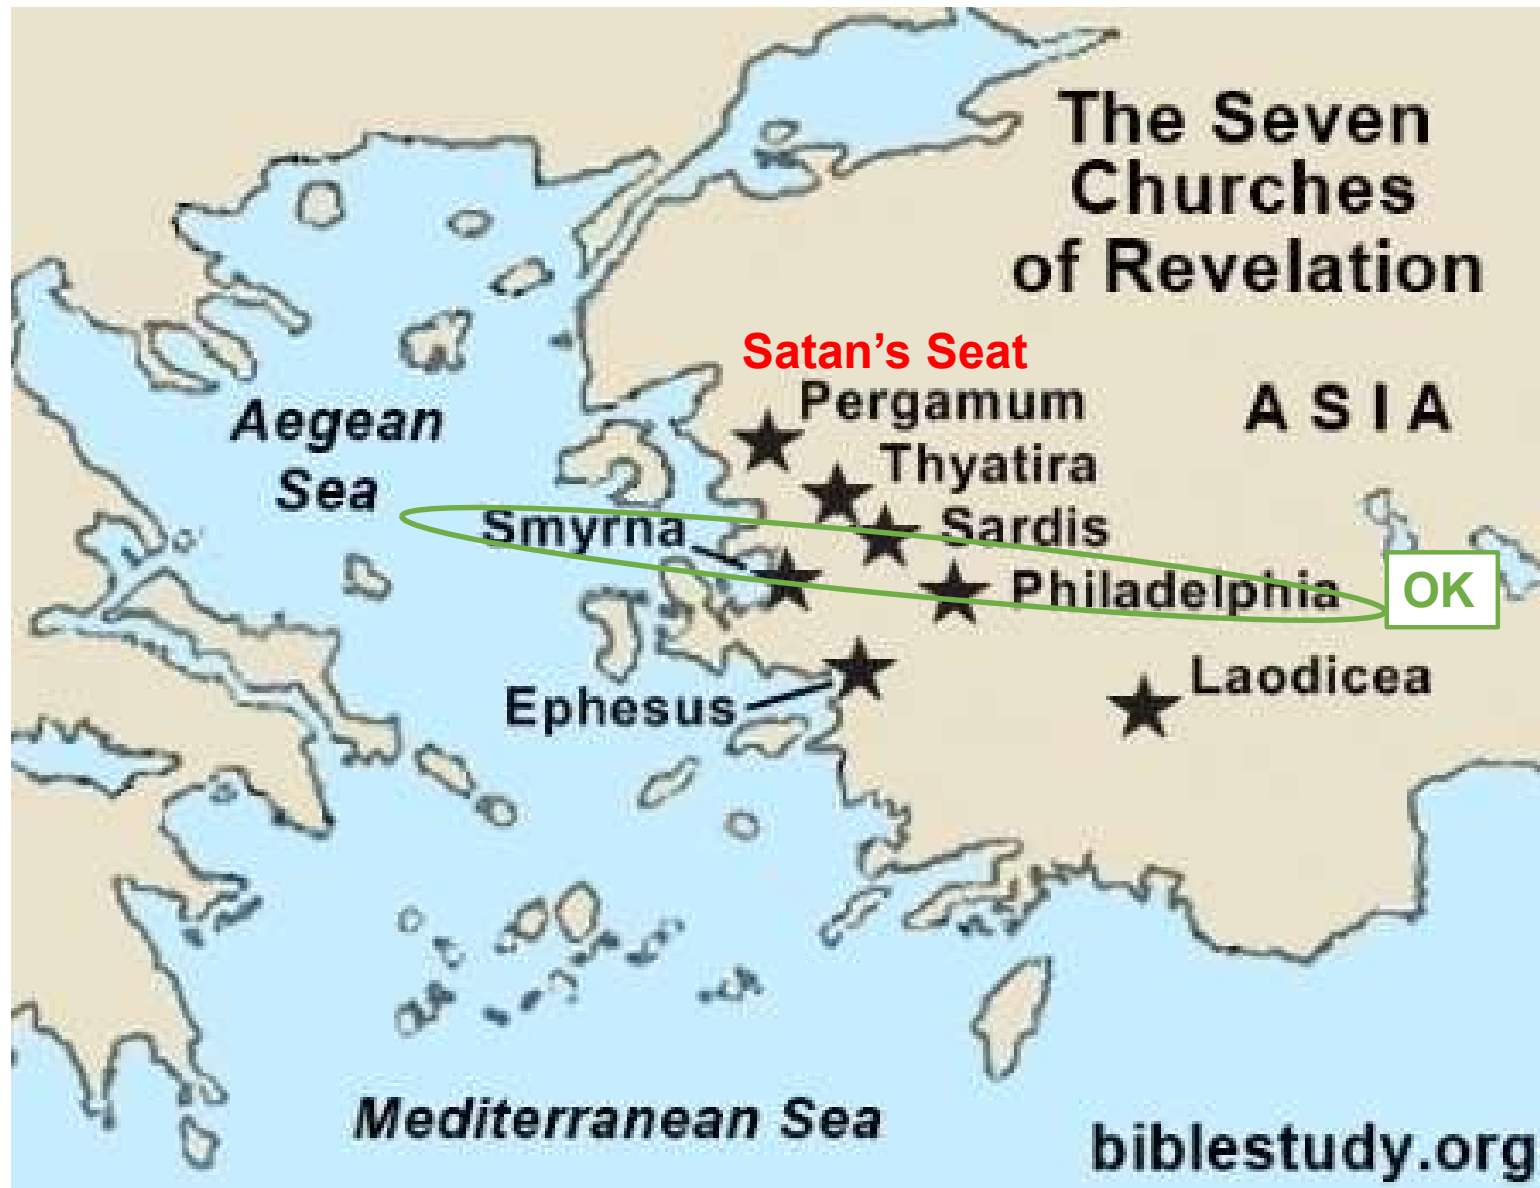 The Seven
Churches
of Revelation
Satan’s Seat
Pergamum
ASIA
Aegean
Sea
Thyatira
Smyrna
Sardis
Philadelphia
OK
Ephesus
Laodicea
Mediterranean Sea
biblestudy.org